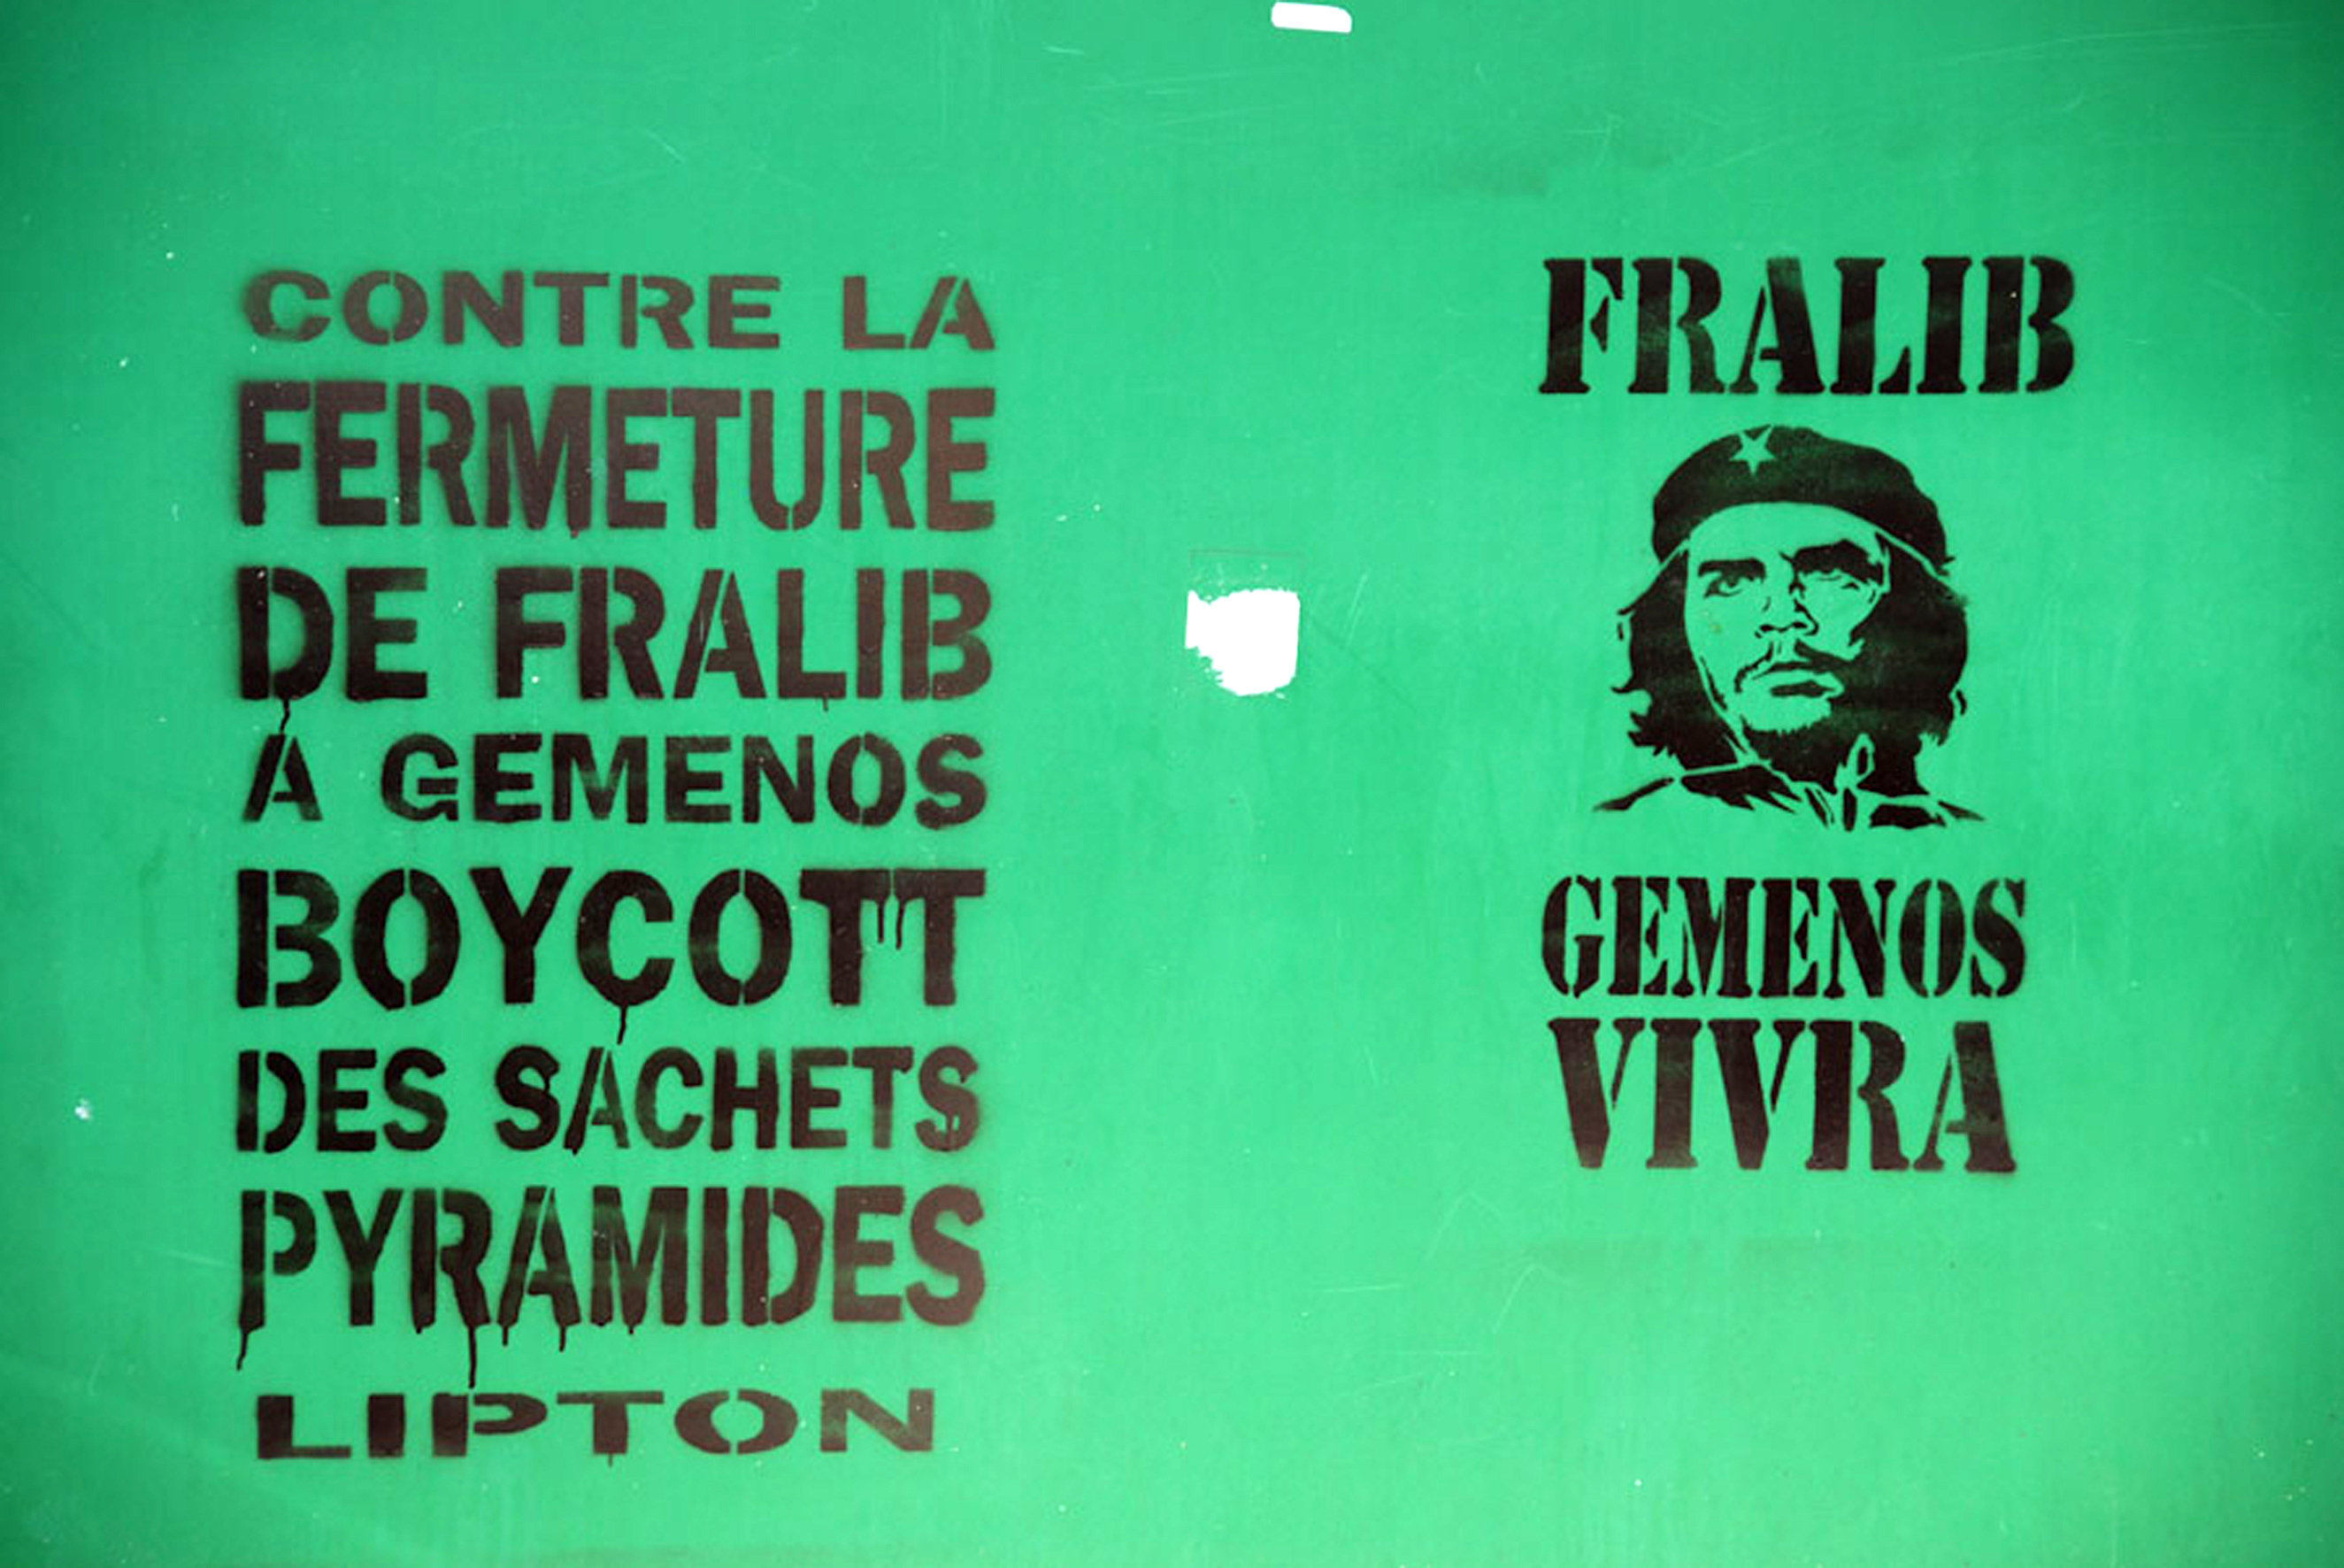 CONTRE LA
FERMETURE
DE FRALIB
A GEMENOS
BOYCOTT
DES SACHETS
PYRAMIDES
LIPTON
FRALIB
GEMENOS
VIVRA